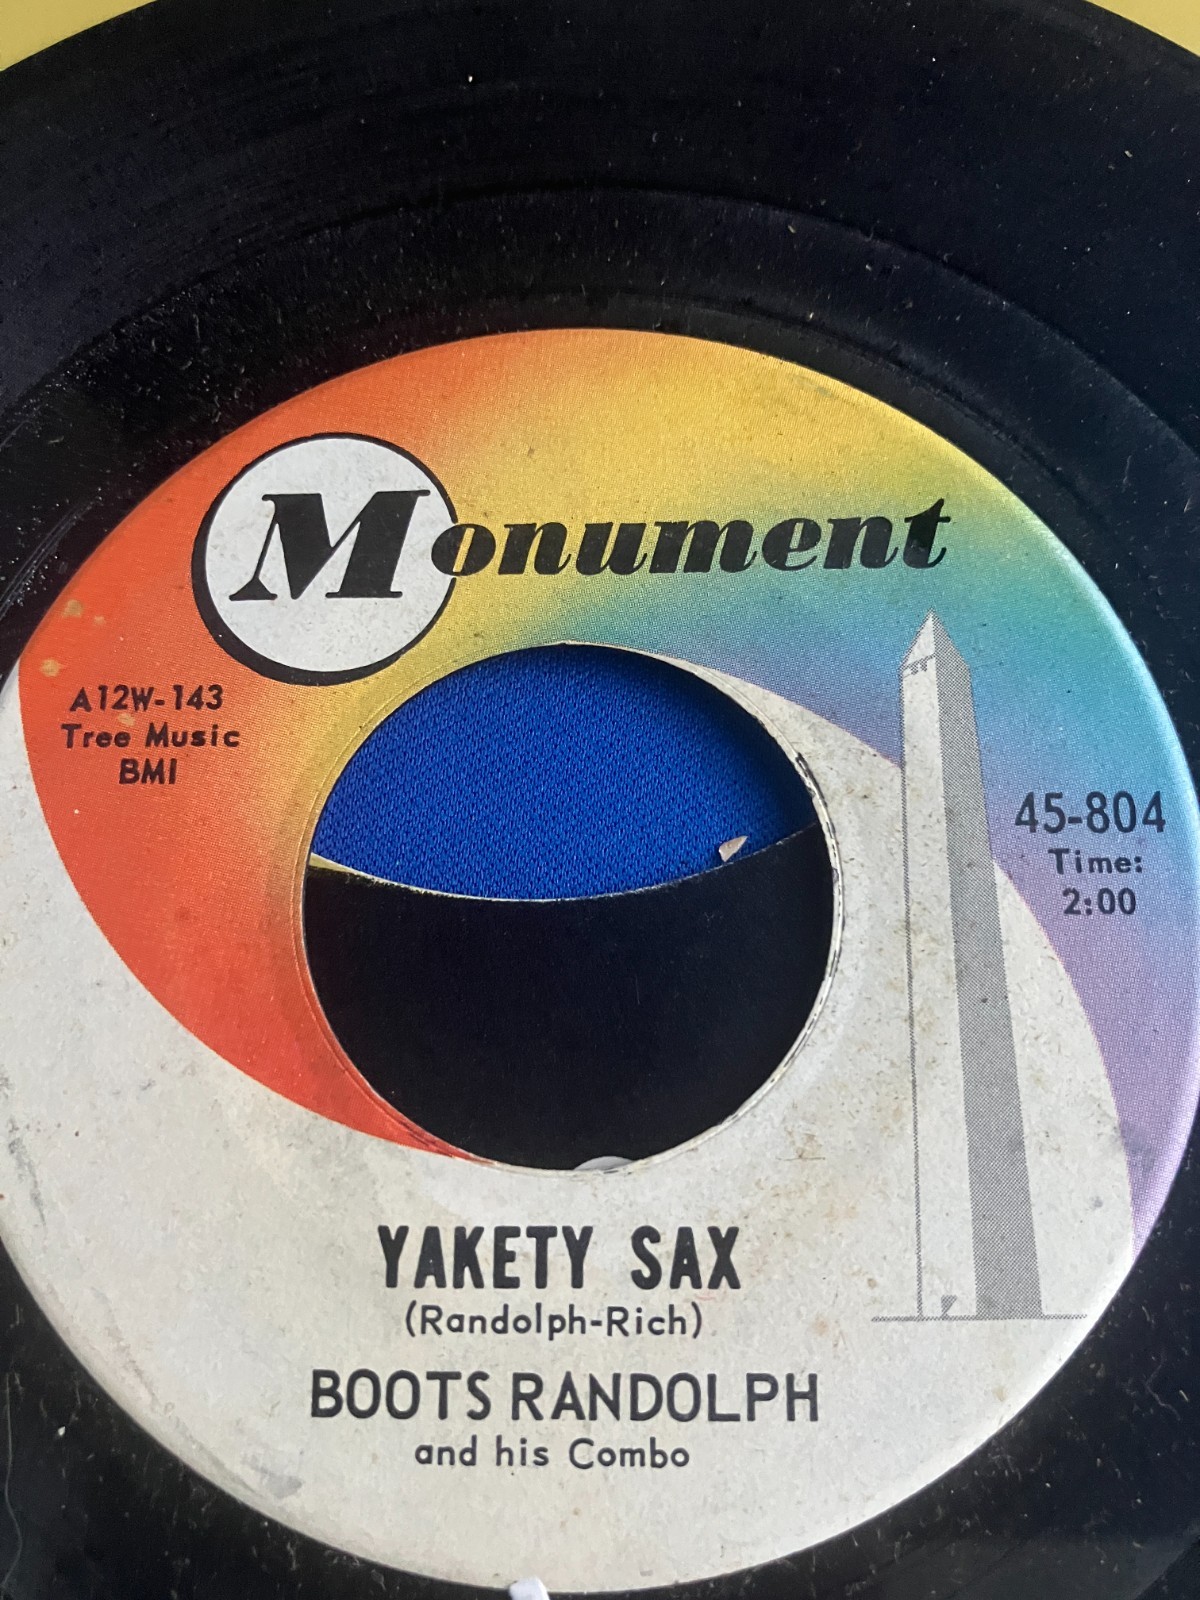 Monument
A12W-143
Tree Music
BMI
45-804
Time:
2:00
YAKETY SAX
(Randolph-Rich)
BOOTS RANDOLPH
and his Combo